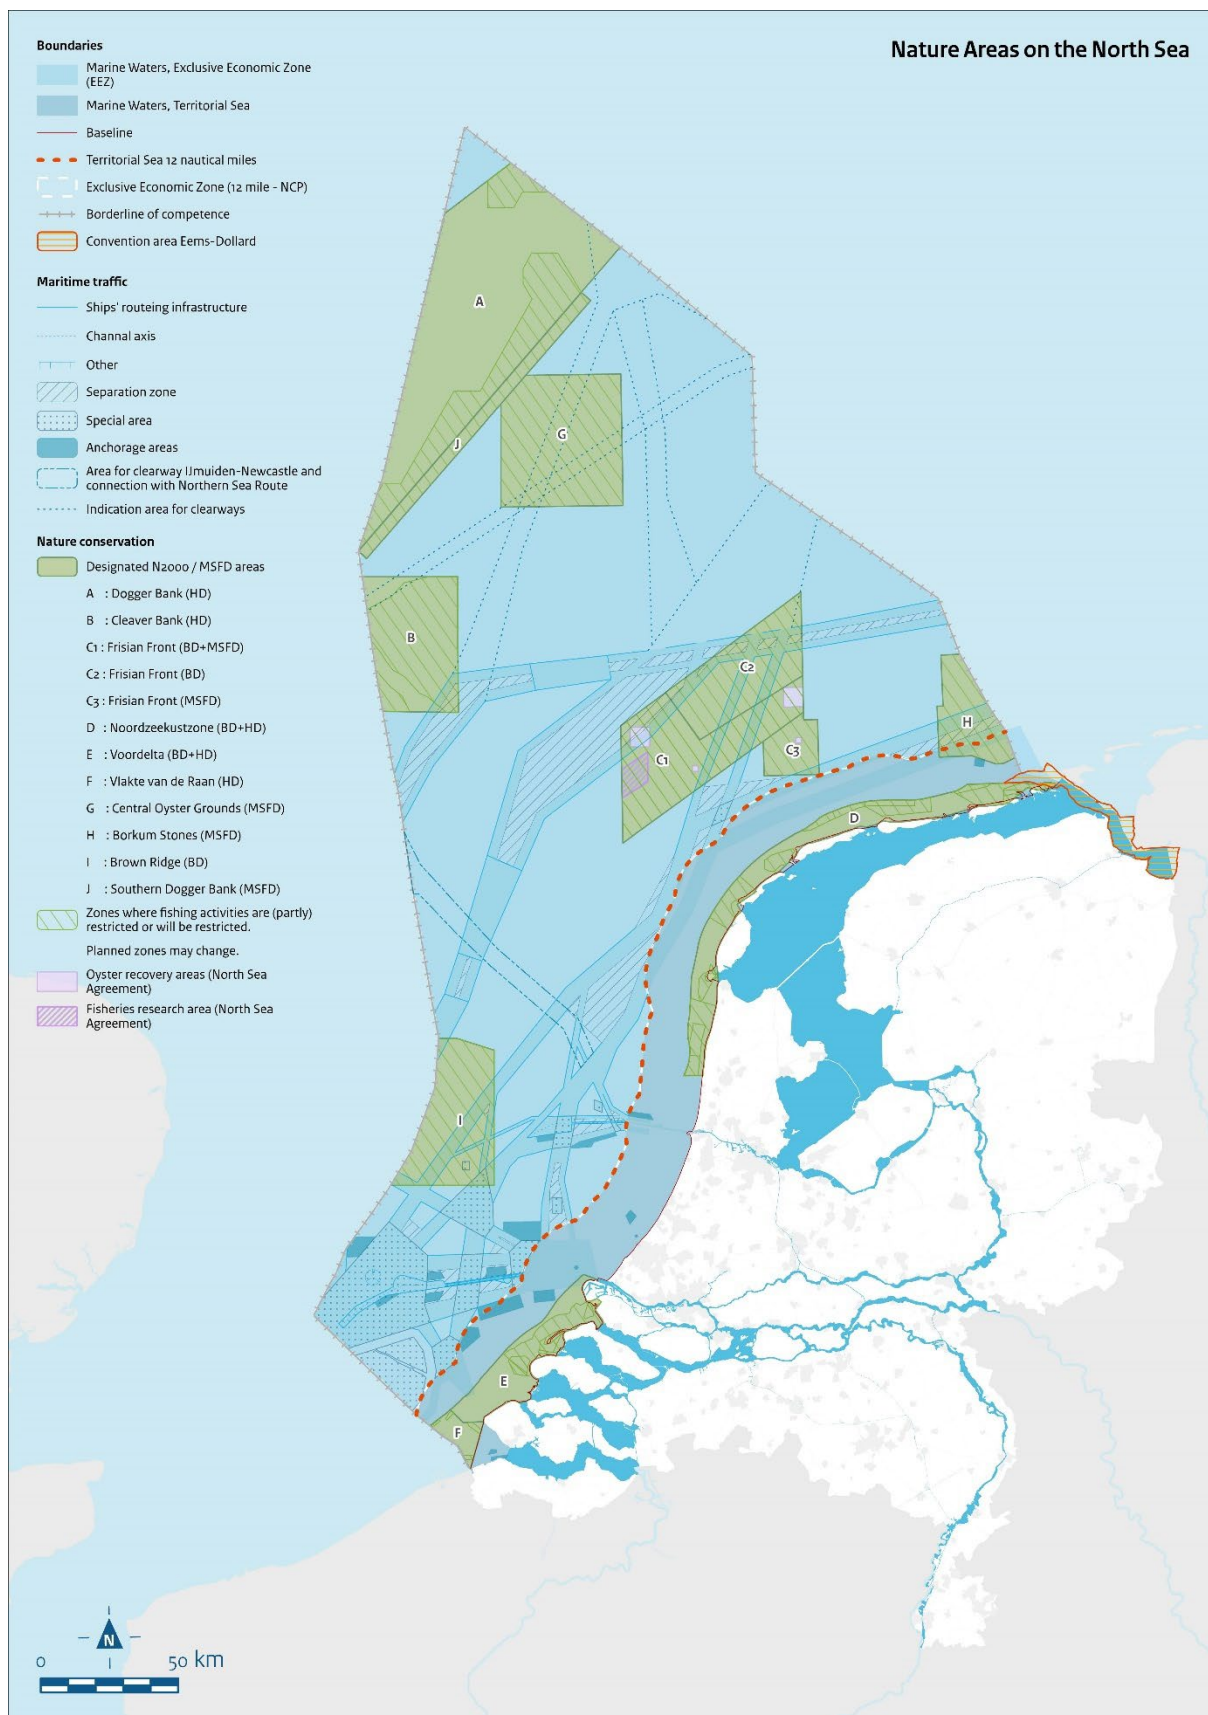 Nature Areas on the North Sea
Boundaries
Marine Waters, Exclusive Economic Zone
(EEZ)
Marine Waters, Territorial Sea
Baseline
Territorial Sea 12 nautical miles
Exclusive Economic Zone (12 mile - NCP)
Borderline of competence
Convention area Eems-Dollard
Maritime traffic
Ships' routeing infrastructure
Channal axis
Other
Separation zone
Special area
Anchorage areas
Area for clearway IJmuiden-Newcastle and
connection with Northern Sea Route
Indication area for clearways
Nature conservation
Designated N2000 / MSFD areas
A : Dogger Bank (HD)
B : Cleaver Bank (HD)
C1 : Frisian Front (BD+MSFD)
C2 : Frisian Front (BD)
C3 : Frisian Front (MSFD)
D : Noordzeekustzone (BD+HD)
E : Voordelta (BD+HD)
F : Vlakte van de Raan (HD)
G : Central Oyster Grounds (MSFD)
H : Borkum Stones (MSFD)
I : Brown Ridge (BD)
J : Southern Dogger Bank (MSFD)
Zones where fishing activities are (partly)
restricted or will be restricted.
Planned zones may change.
Oyster recovery areas (North Sea
Agreement)
Fisheries research area (North Sea
Agreement)
A
J
G
B
C2
H
C1
C3
D
I
E
F
N
0 50 km